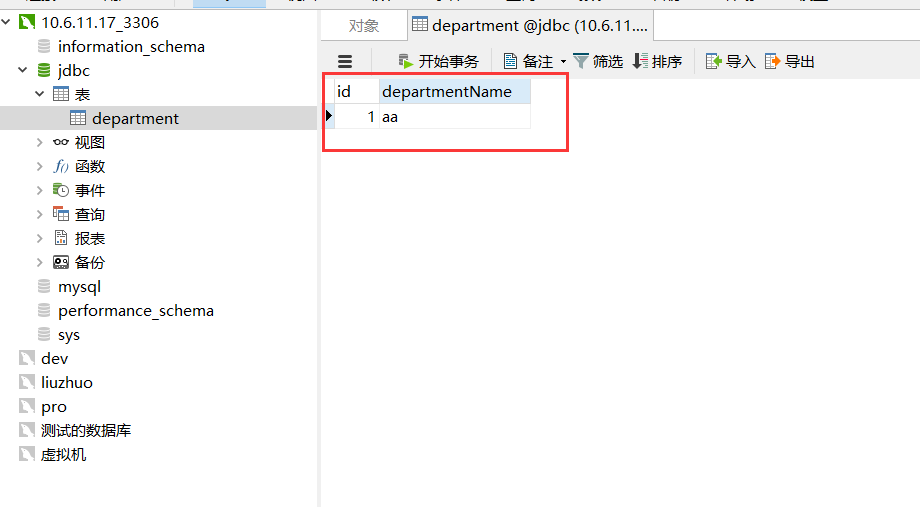 10.6.11.17_3306
information_schema
jdbc
表
department
视图
函数
事件
查询
报表
备份
mysql
performance_schema
sys
dev
liuzhuo
pro
测试的数据库
虚拟机
对象
department @jdbc (10.6.11....
开始事务 备注 筛选 排序 导入 导出
id departmentName
1 aa